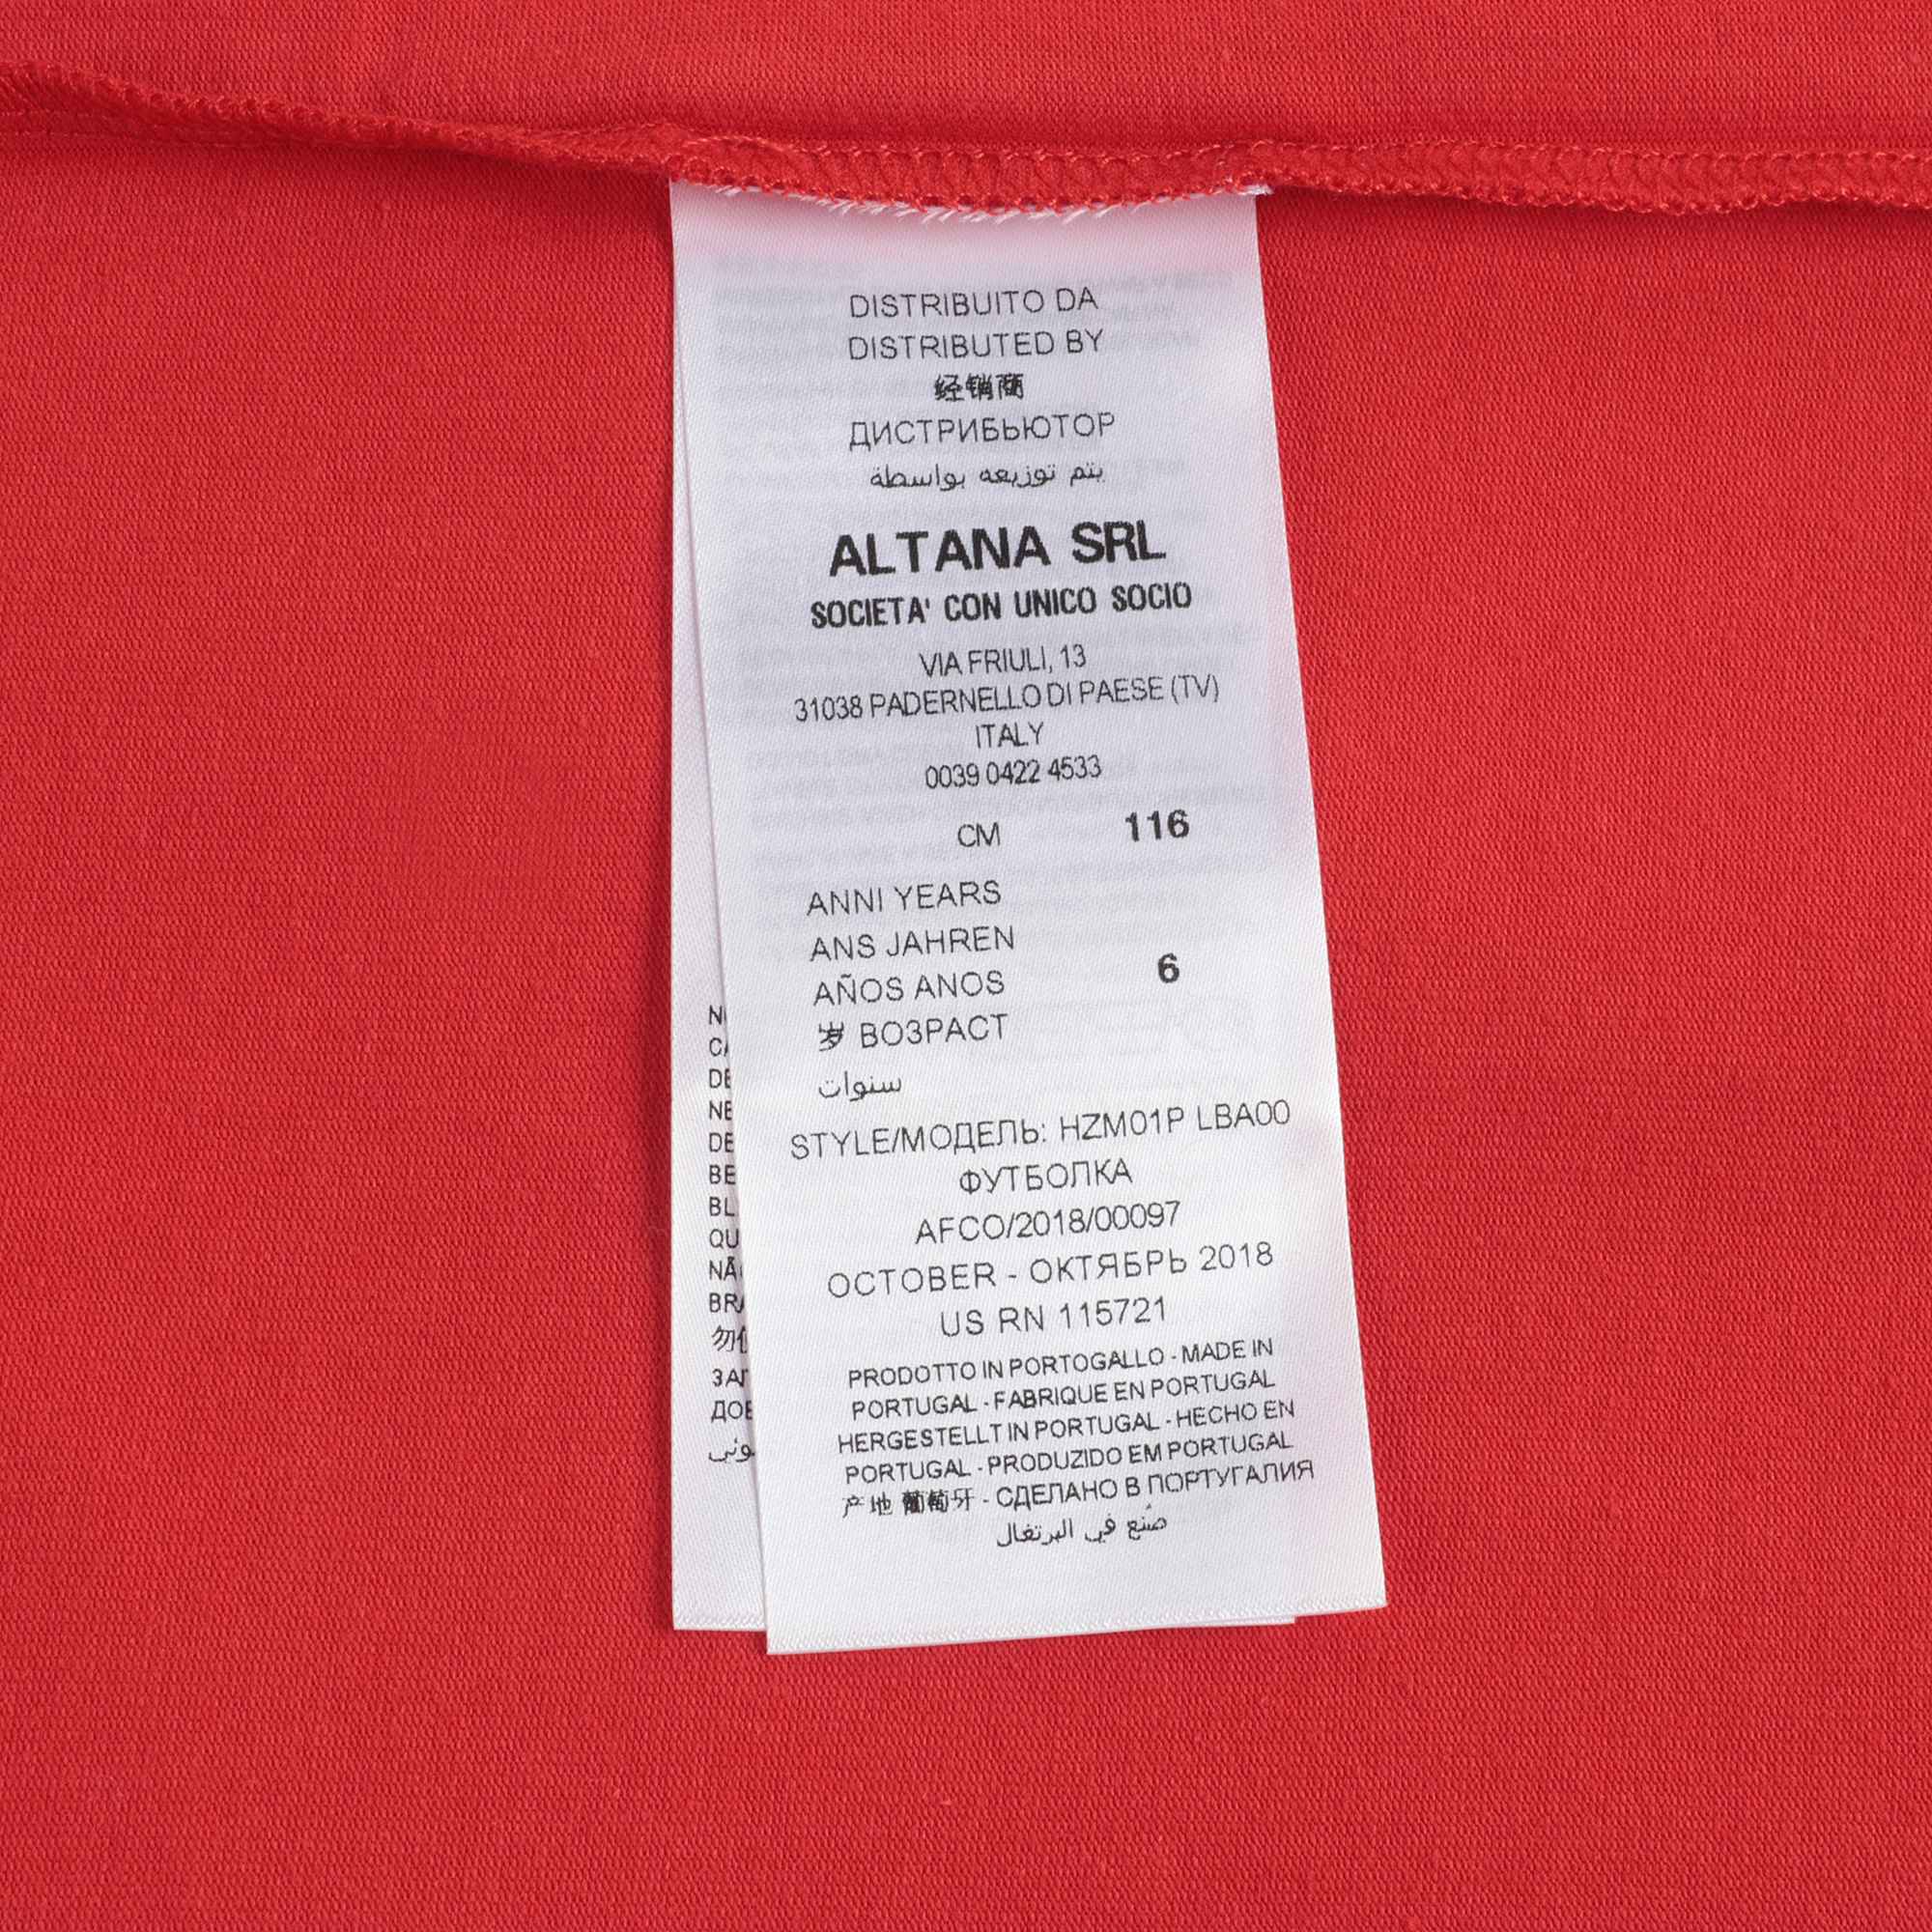 DISTRIBUITO DA
DISTRIBUTED BY
经销商
ДИСТРИБЬЮТОР
يتم توزيعه بواسطة
ALTANA SRL
SOCIETA' CON UNICO SOCIO
VIA FRIULI, 13
31038 PADERNELLO DI PAESE (TV)
ITALY
0039 0422 4533
CM 116
ANNI YEARS
ANS JAHREN
AÑOS ANOS 6
岁 ВОЗРАСТ
سنوات
STYLE/МОДЕЛЬ: HZM01P LBA00
ФУТБОЛКА
AFCO/2018/00097
OCTOBER - ОКТЯБРЬ 2018
US RN 115721
PRODOTTO IN PORTOGALLO - MADE IN
PORTUGAL - FABRIQUE EN PORTUGAL
HERGESTELLT IN PORTUGAL - HECHO EN
PORTUGAL - PRODUZIDO EM PORTUGAL
产地 葡萄牙 - СДЕЛАНО В ПОРТУГАЛИЯ
صُنع في البرتغال